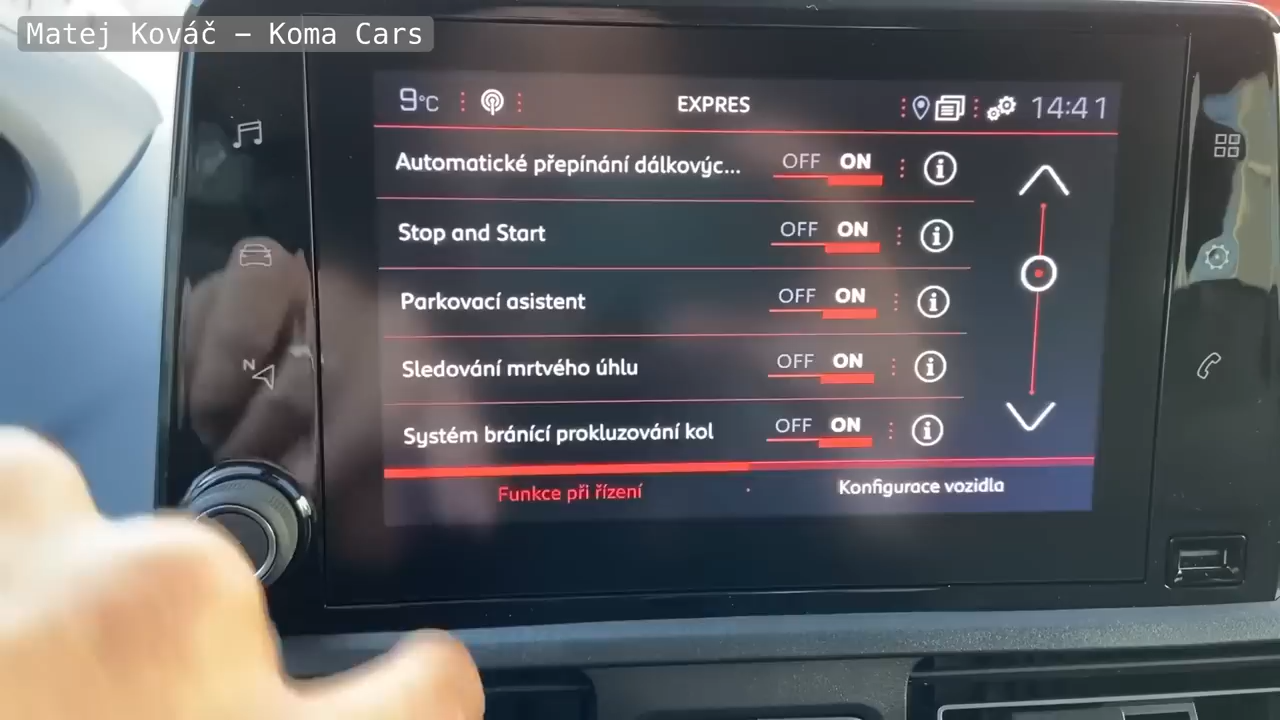 Matej Kováč – Koma Cars
9°C EXPRES 14:41
Automatické přepínání dálkovýc... OFF ON
Stop and Start OFF ON
Parkovací asistent OFF ON
Sledování mrtvého úhlu OFF ON
Systém bránící prokluzování kol OFF ON
Funkce při řízení Konfigurace vozidla
N